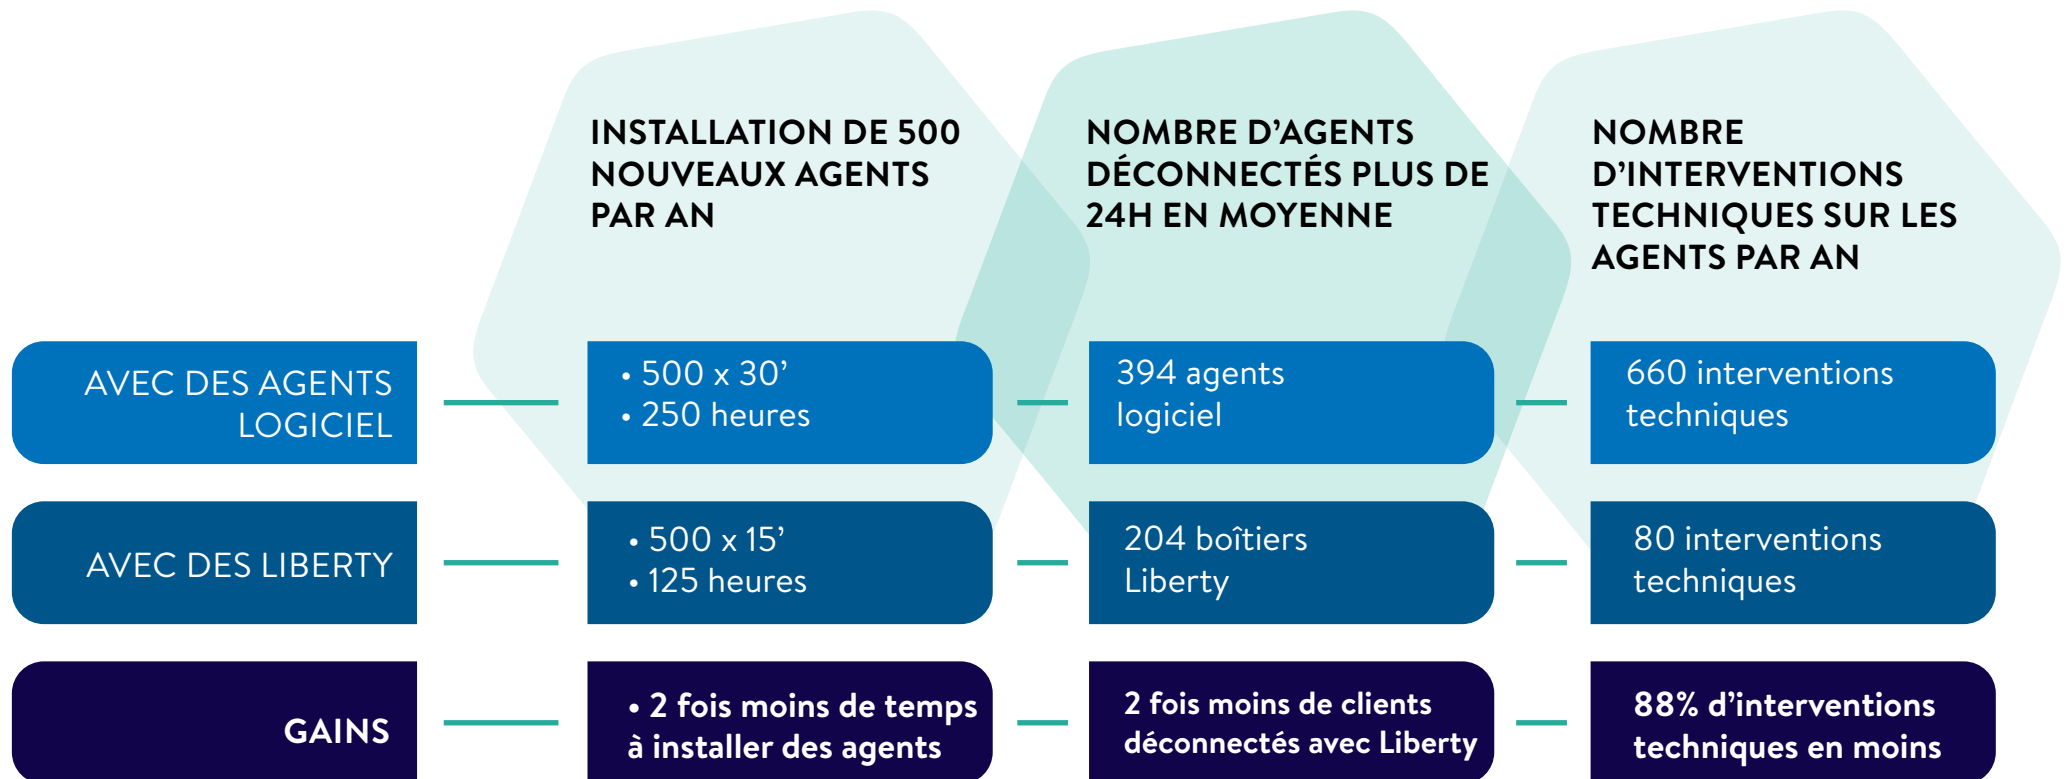 INSTALLATION DE 500
NOUVEAUX AGENTS
PAR AN
NOMBRE D’AGENTS
DÉCONNECTÉS PLUS DE
24H EN MOYENNE
NOMBRE
D’INTERVENTIONS
TECHNIQUES SUR LES
AGENTS PAR AN
AVEC DES AGENTS
LOGICIEL
• 500 x 30’
• 250 heures
394 agents
logiciel
660 interventions
techniques
AVEC DES LIBERTY
• 500 x 15’
• 125 heures
204 boîtiers
Liberty
80 interventions
techniques
GAINS
• 2 fois moins de temps
à installer des agents
2 fois moins de clients
déconnectés avec Liberty
88% d’interventions
techniques en moins